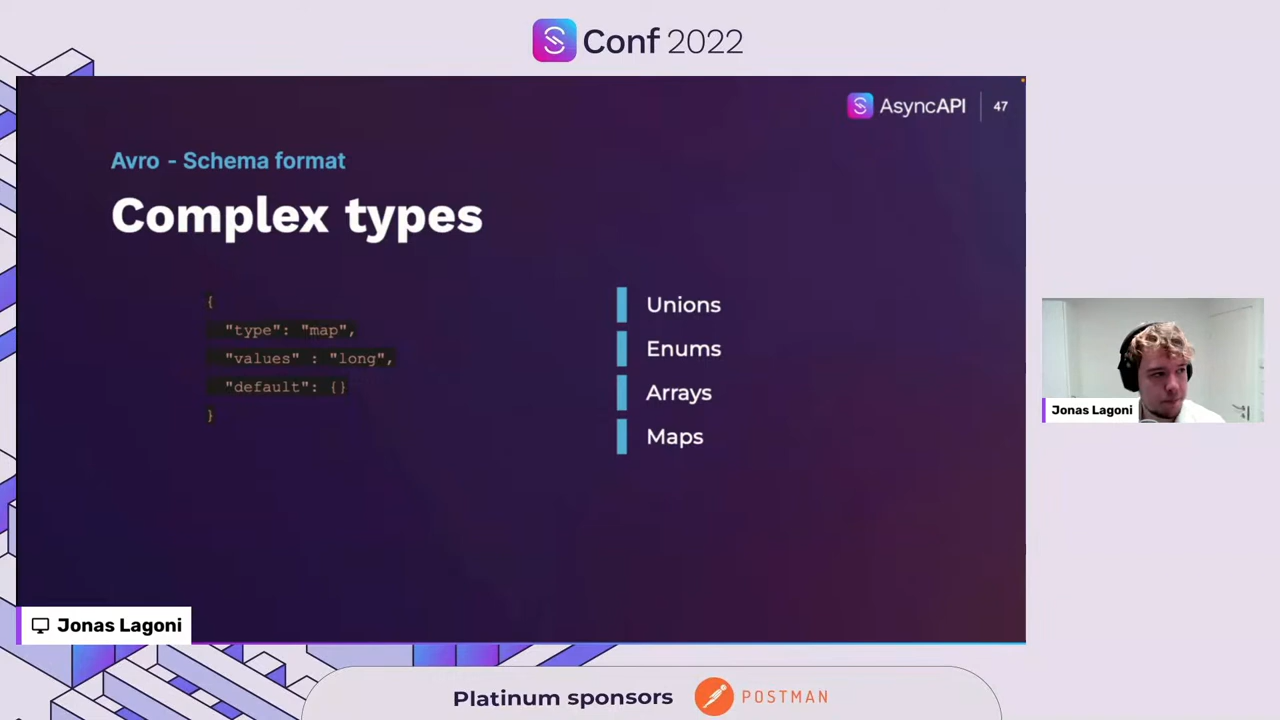 Conf 2022
AsyncAPI 47
Avro - Schema format
Complex types
{
"type": "map",
"values" : "long",
"default": {}
}
Unions
Enums
Arrays
Maps
Jonas Lagoni
Jonas Lagoni
Platinum sponsors POSTMAN